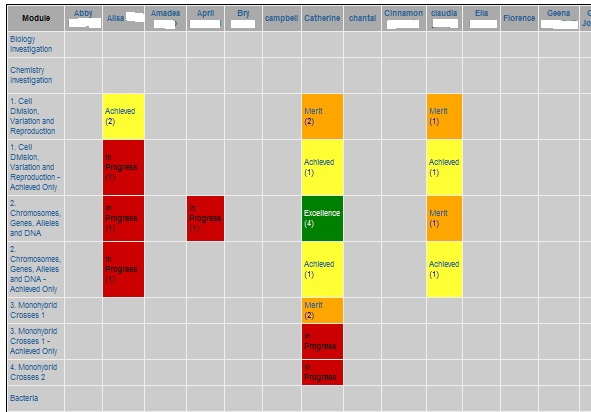 Module Abby Ailsa Amadea April Bry campbell Catherine chantal Cinnamon claudia Ella Florence Geena
Biology
Investigation
Chemistry
Investigation
1. Cell
Division,
Variation and
Reproduction
Achieved
(2)
Merit
(2)
Merit
(1)
1. Cell
Division,
Variation and
Reproduction -
Achieved Only
In
Progress
(1)
Achieved
(1)
Achieved
(1)
2.
Chromosomes,
Genes, Alleles
and DNA
In
Progress
(1)
In
Progress
(1)
Excellence
(4)
Merit
(1)
2.
Chromosomes,
Genes, Alleles
and DNA -
Achieved Only
In
Progress
(1)
Achieved
(1)
Achieved
(1)
3. Monohybrid
Crosses 1
Merit
(2)
3. Monohybrid
Crosses 1 -
Achieved Only
In
Progress
4. Monohybrid
Crosses 2
In
Progress
Bacteria